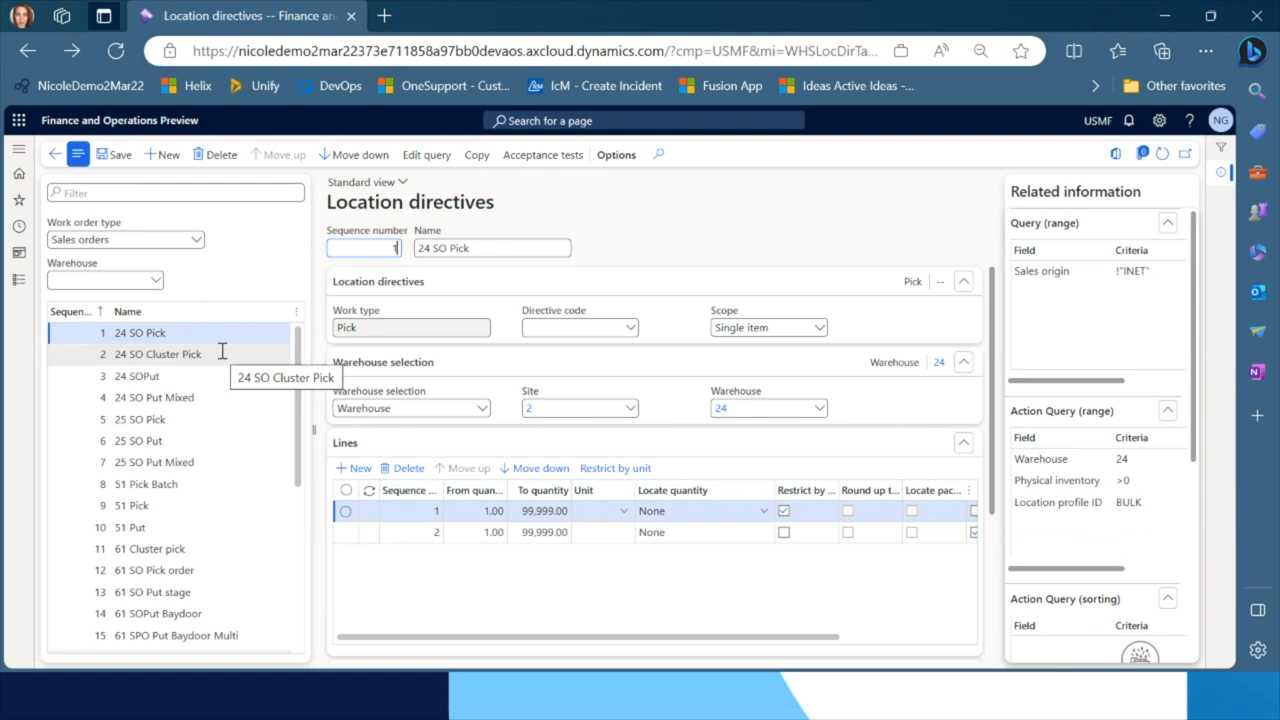 Location directives -- Finance an
https://nicoledemo2mar22373e711858a97bb0devaos.axcloud.dynamics.com/?cmp=USMF&mi=WHSLocDirTa...
NicoleDemo2Mar22
Helix
Unify
DevOps
OneSupport - Cust...
IcM - Create Incident
Fusion App
Ideas Active Ideas -...
Other favorites
Finance and Operations Preview
Search for a page
USMF
NG
Save
New
Delete
Move up
Move down
Edit query
Copy
Acceptance tests
Options
0
Filter
Work order type
Sales orders
Warehouse
Sequen... Name
1 24 SO Pick
2 24 SO Cluster Pick
3 24 SOPut
4 24 SO Put Mixed
5 25 SO Pick
6 25 SO Put
7 25 SO Put Mixed
8 51 Pick Batch
9 51 Pick
10 51 Put
11 61 Cluster pick
12 61 SO Pick order
13 61 SO Put stage
14 61 SOPut Baydoor
15 61 SPO Put Baydoor Multi
24 SO Cluster Pick
Standard view
Location directives
Sequence number Name
1 24 SO Pick
Location directives Pick --
Work type Directive code Scope
Pick Single item
Warehouse selection Warehouse 24
Warehouse selection Site Warehouse
Warehouse 2 24
Lines
New Delete Move up Move down Restrict by unit
Sequence ... From quan... To quantity Unit Locate quantity Restrict by ... Round up t... Locate pac...
1 1.00 99,999.00 None
2 1.00 99,999.00 None
Related information
Query (range)
Field Criteria
Sales origin !"INET"
Action Query (range)
Field Criteria
Warehouse 24
Physical inventory >0
Location profile ID BULK
Action Query (sorting)
Field Criteria